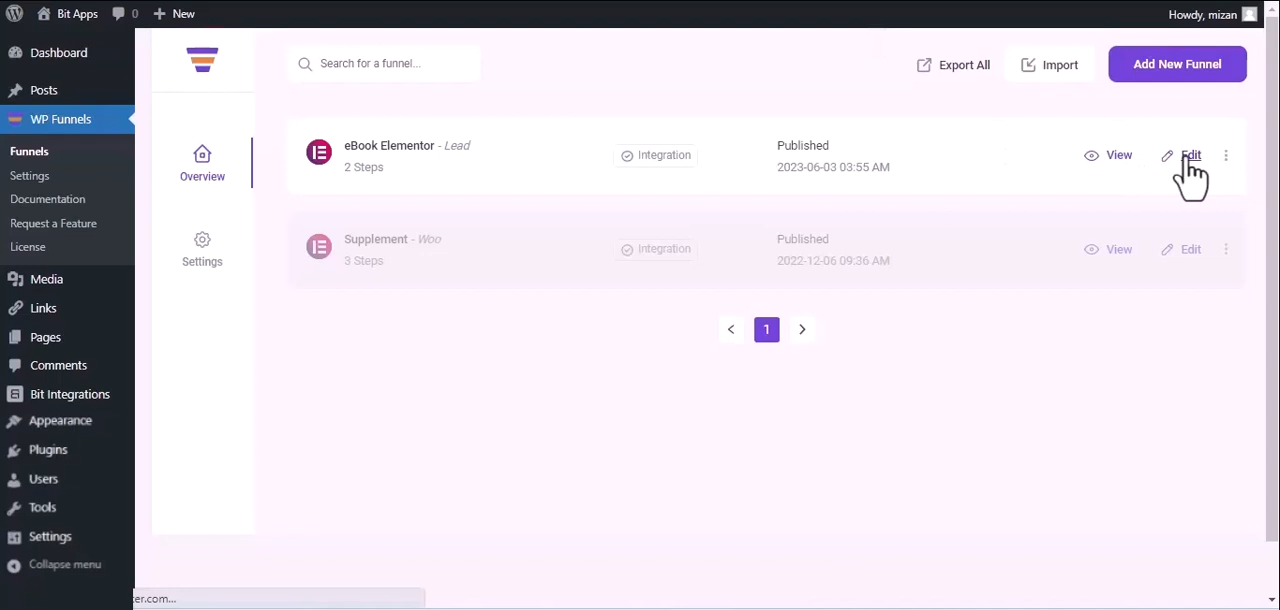 Bit Apps
0
New
Howdy, mizan
Dashboard
Posts
WP Funnels
Funnels
Settings
Documentation
Request a Feature
License
Media
Links
Pages
Comments
Bit Integrations
Appearance
Plugins
Users
Tools
Settings
Collapse menu
Overview
Settings
Search for a funnel...
Export All
Import
Add New Funnel
eBook Elementor - Lead
2 Steps
Integration
Published
2023-06-03 03:55 AM
View
Edit
Supplement - Woo
3 Steps
Integration
Published
2022-12-06 09:36 AM
View
Edit
1